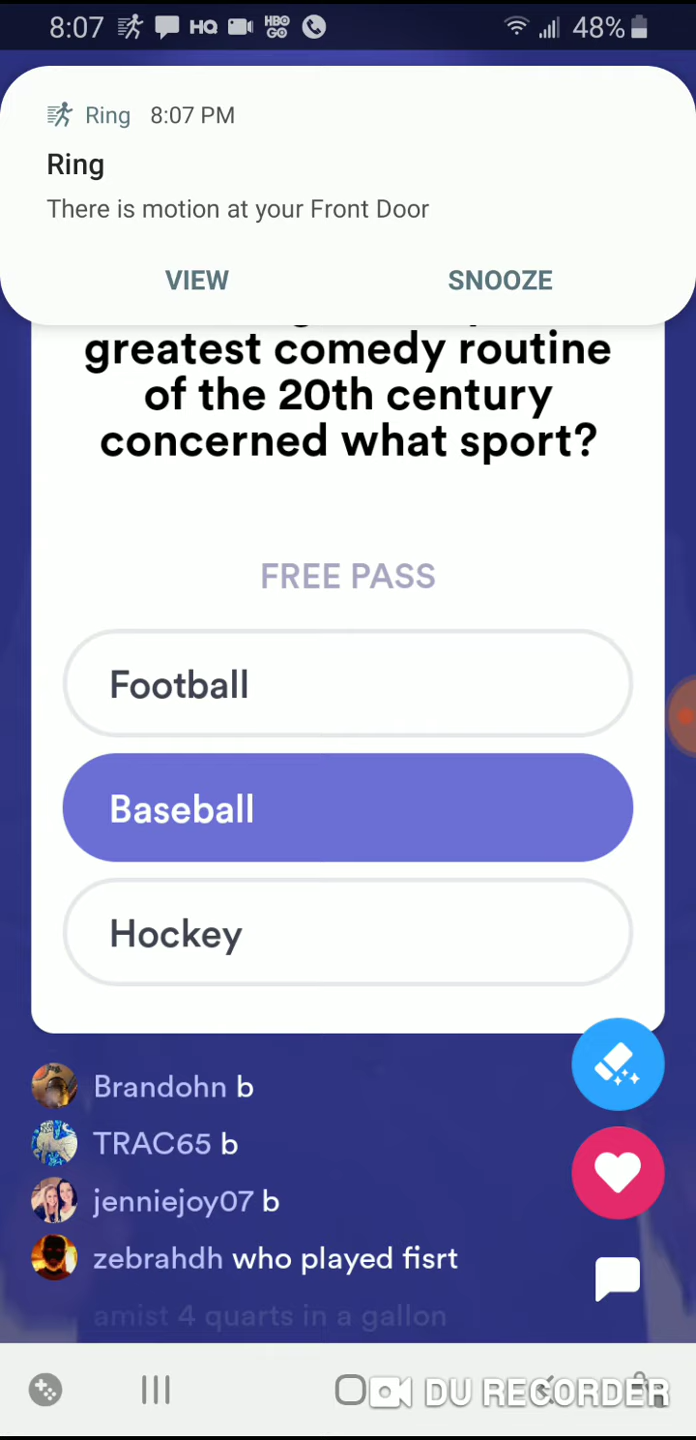 8:07 HQ HBO GO 48%
Ring 8:07 PM
Ring
There is motion at your Front Door
VIEW SNOOZE
greatest comedy routine
of the 20th century
concerned what sport?
FREE PASS
Football
Baseball
Hockey
Brandohn b
TRAC65 b
jenniejoy07 b
zebrahdh who played fisrt
amist 4 quarts in a gallon
DU RECORDER